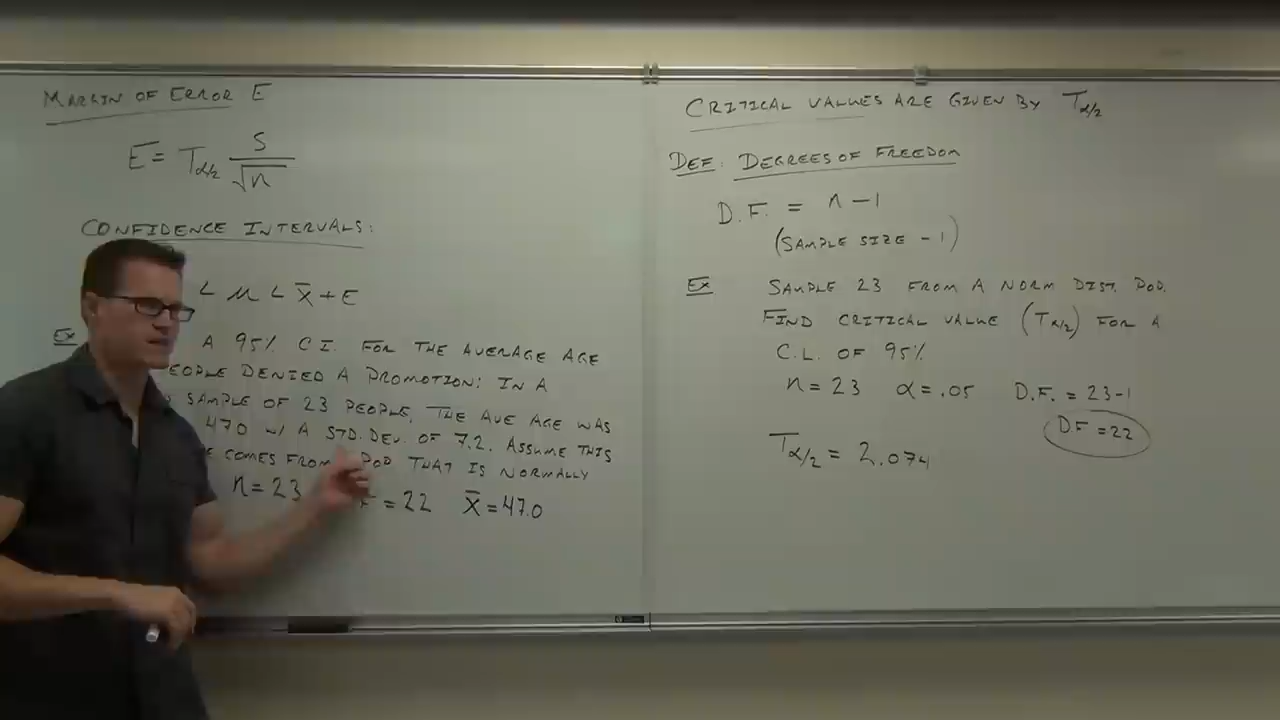 MARGIN OF ERROR E
E = Tα/2 S/√n
CONFIDENCE INTERVALS:
< μ < x̄ + E
Ex A 95% C.I. FOR THE AVERAGE AGE
PEOPLE DENIED A PROMOTION: IN A
SAMPLE OF 23 PEOPLE, THE AVE AGE WAS
47.0 w/ A STD. DEV. OF 7.2. ASSUME THIS
COMES FROM POP THAT IS NORMALLY
n = 23 = 22 x̄ = 47.0
CRITICAL VALUES ARE GIVEN BY Tα/2
DEF: DEGREES OF FREEDOM
D.F. = n - 1
(SAMPLE SIZE - 1)
Ex SAMPLE 23 FROM A NORM DIST. POP.
FIND CRITICAL VALUE (Tα/2) FOR A
C.L. OF 95%
n = 23 α = .05 D.F. = 23-1
DF = 22
Tα/2 = 2.074